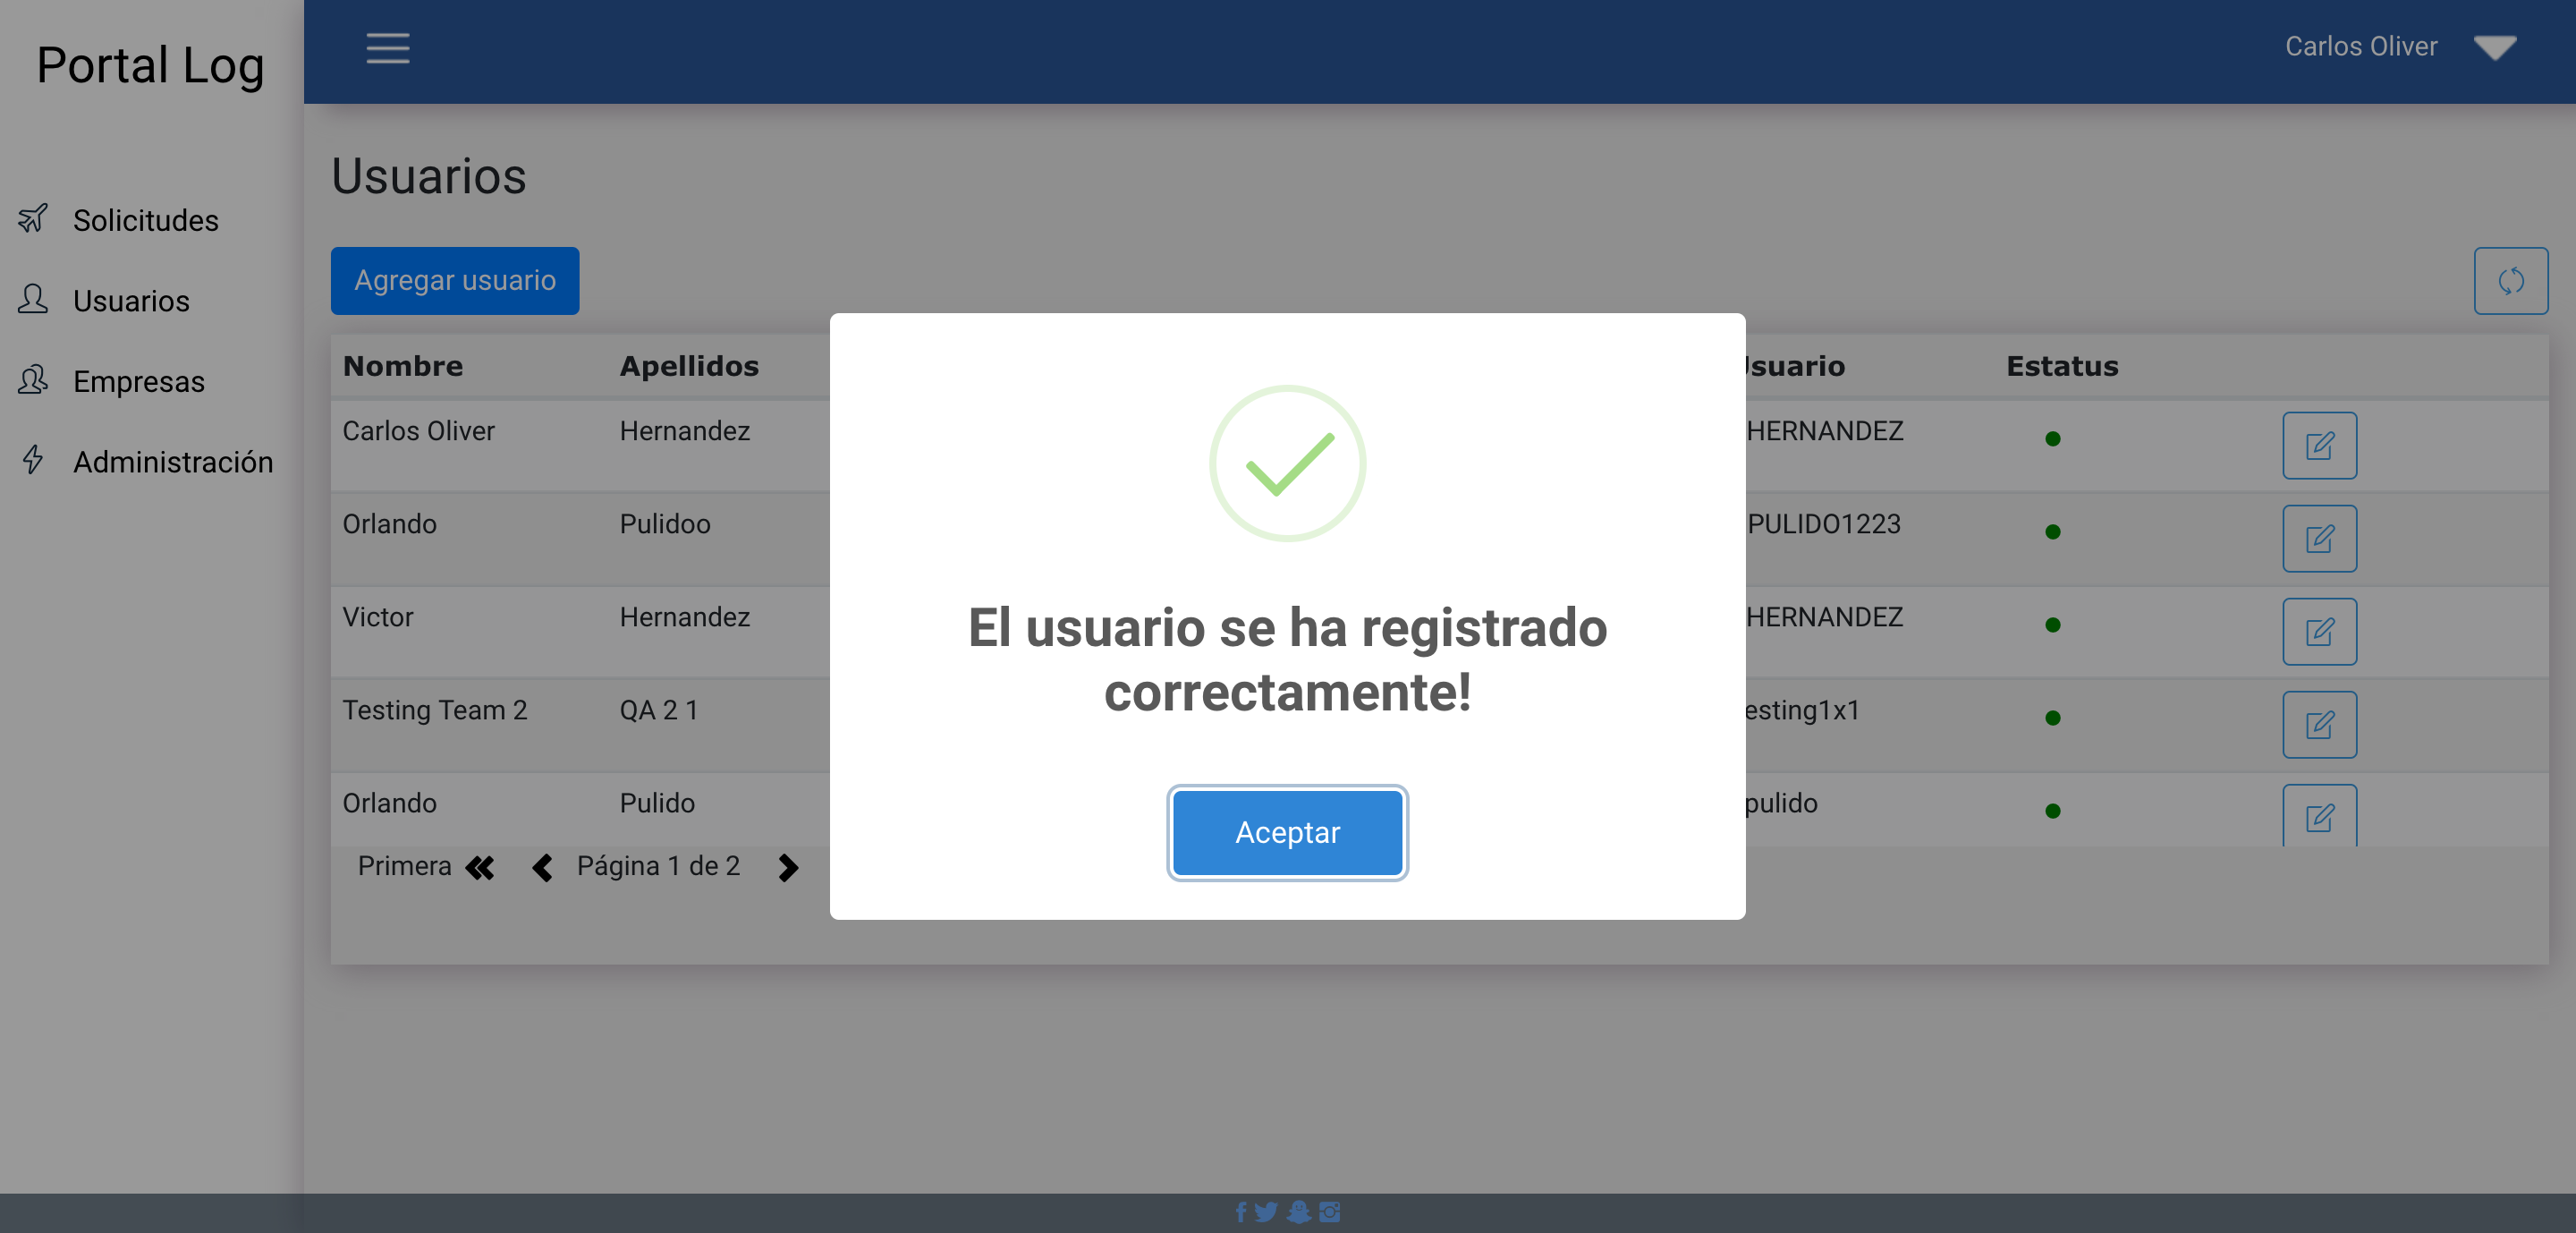 Portal Log
Carlos Oliver
Solicitudes
Usuarios
Empresas
Administración
Usuarios
Agregar usuario
Nombre Apellidos Estatus
Carlos Oliver Hernandez HERNANDEZ
Orlando Pulidoo PULIDO1223
Victor Hernandez HERNANDEZ
Testing Team 2 QA 2 1 esting1x1
Orlando Pulido pulido
Primera Página 1 de 2
El usuario se ha registrado
correctamente!
Aceptar